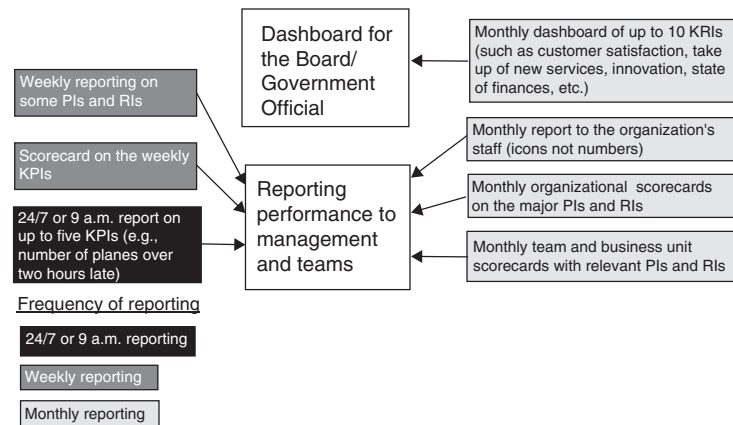 Dashboard for
the Board/
Government
Official
Monthly dashboard of up to 10 KRIs
(such as customer satisfaction, take
up of new services, innovation, state
of finances, etc.)
Weekly reporting on
some PIs and RIs
Scorecard on the weekly
KPIs
24/7 or 9 a.m. report on
up to five KPIs (e.g.,
number of planes over
two hours late)
Reporting
performance to
management
and teams
Monthly report to the organization's
staff (icons not numbers)
Monthly organizational scorecards
on the major PIs and RIs
Monthly team and business unit
scorecards with relevant PIs and RIs
Frequency of reporting
24/7 or 9 a.m. reporting
Weekly reporting
Monthly reporting